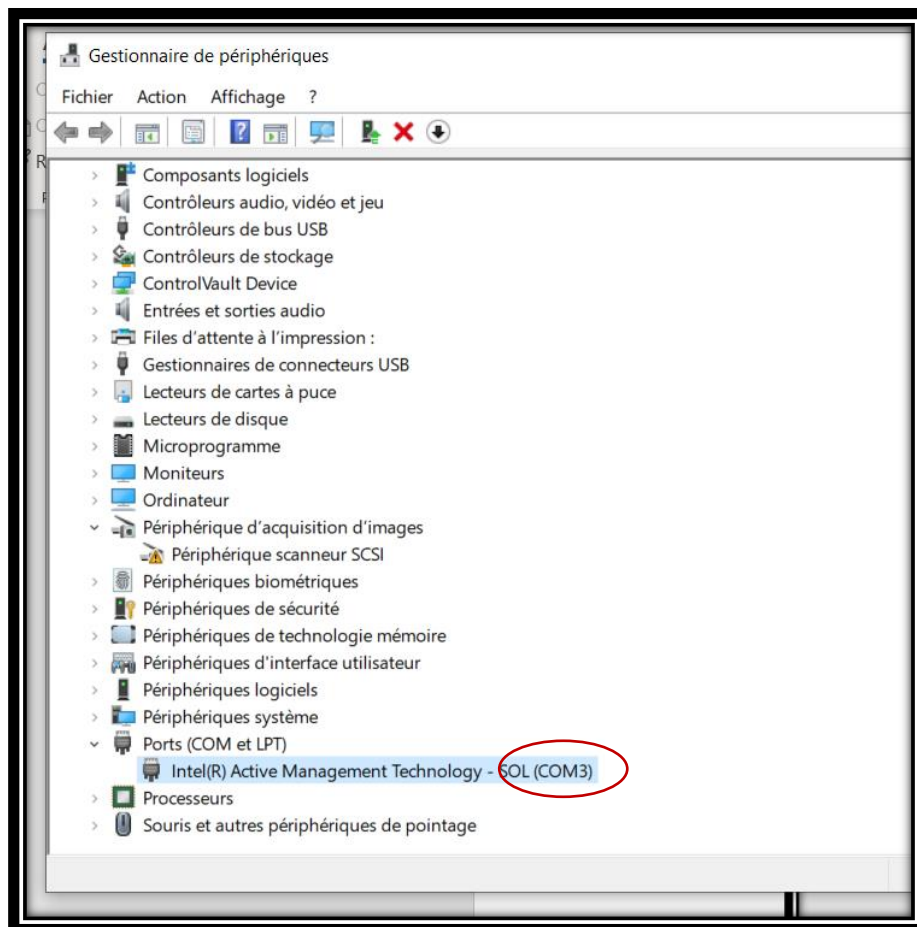 Gestionnaire de périphériques
Fichier Action Affichage ?
Composants logiciels
Contrôleurs audio, vidéo et jeu
Contrôleurs de bus USB
Contrôleurs de stockage
ControlVault Device
Entrées et sorties audio
Files d'attente à l'impression :
Gestionnaires de connecteurs USB
Lecteurs de cartes à puce
Lecteurs de disque
Microprogramme
Moniteurs
Ordinateur
Périphérique d'acquisition d'images
Périphérique scanneur SCSI
Périphériques biométriques
Périphériques de sécurité
Périphériques de technologie mémoire
Périphériques d'interface utilisateur
Périphériques logiciels
Périphériques système
Ports (COM et LPT)
Intel(R) Active Management Technology - SOL (COM3)
Processeurs
Souris et autres périphériques de pointage